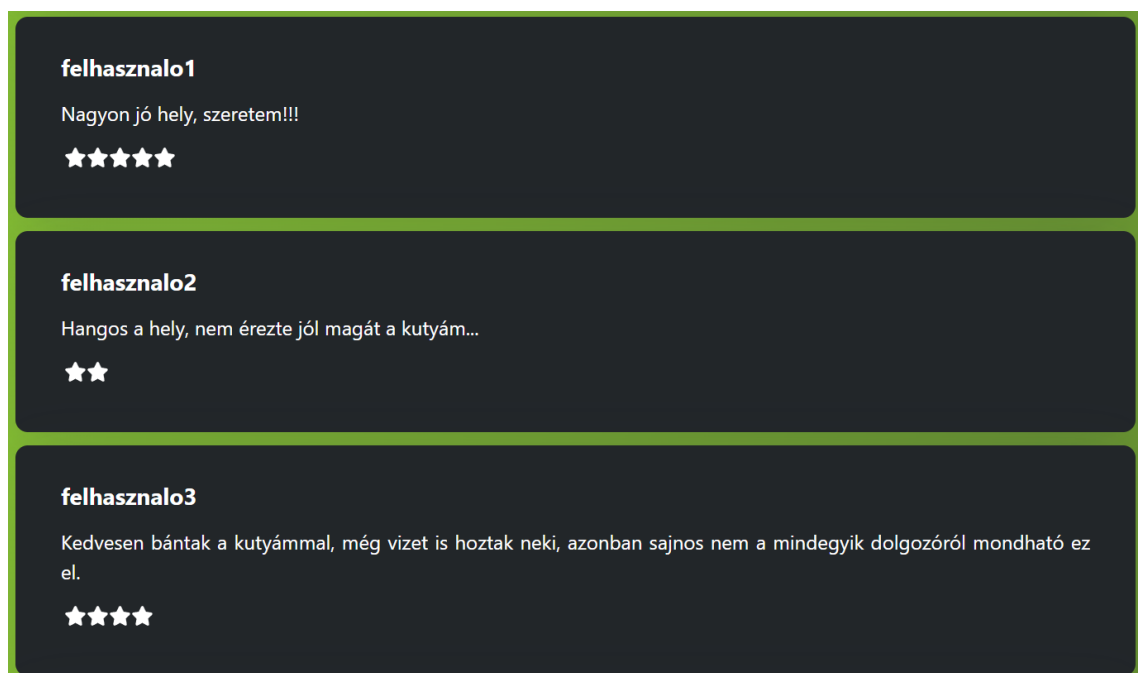 felhasznalo1
Nagyon jó hely, szeretem!!!
felhasznalo2
Hangos a hely, nem érezte jól magát a kutyám...
felhasznalo3
Kedvesen bántak a kutyámmal, még vizet is hoztak neki, azonban sajnos nem a mindegyik dolgozóról mondható ez
el.